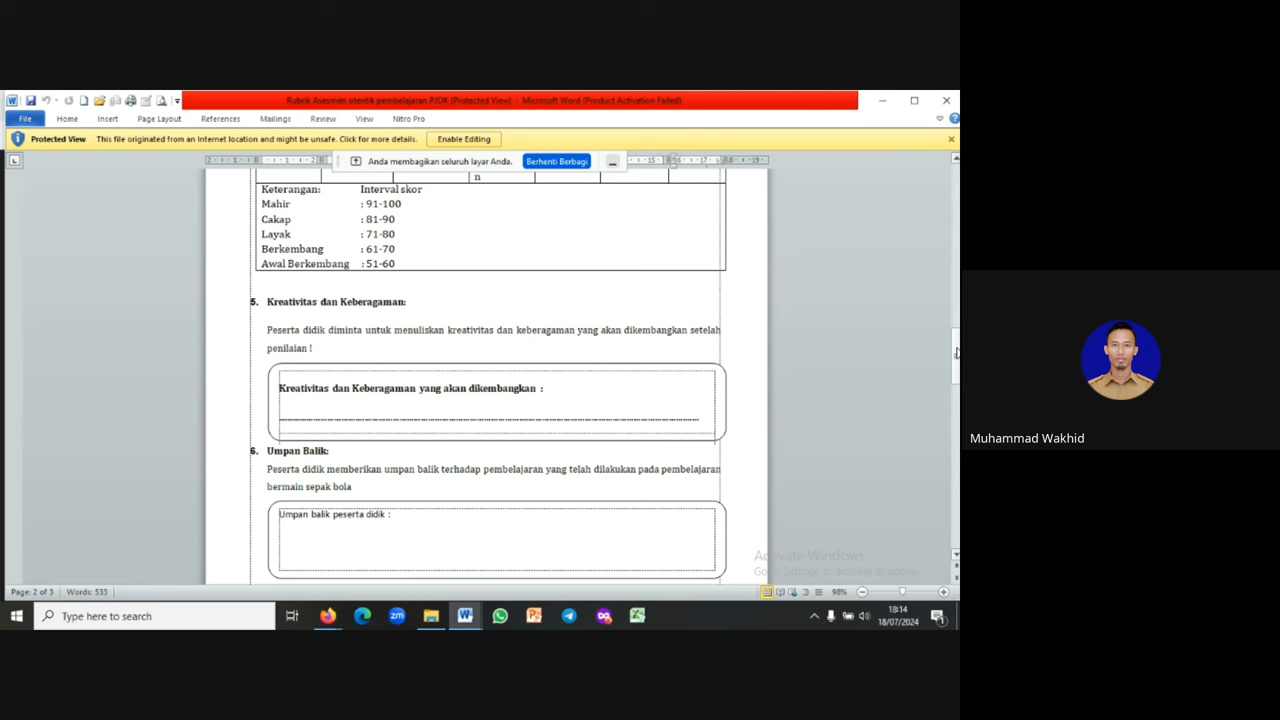 Rubrik Asesmen otentik pembelajaran PJOK (Protected View) - Microsoft Word (Product Activation Failed)
File Home Insert Page Layout References Mailings Review View Nitro Pro
Protected View This file originated from an Internet location and might be unsafe. Click for more details. Enable Editing
Anda membagikan seluruh layar Anda. Berhenti Berbagi
n
Keterangan: Interval skor
Mahir : 91-100
Cakap : 81-90
Layak : 71-80
Berkembang : 61-70
Awal Berkembang : 51-60
5. Kreativitas dan Keberagaman:
Peserta didik diminta untuk menuliskan kreativitas dan keberagaman yang akan dikembangkan setelah
penilaian !
Kreativitas dan Keberagaman yang akan dikembangkan :
6. Umpan Balik:
Peserta didik memberikan umpan balik terhadap pembelajaran yang telah dilakukan pada pembelajaran
bermain sepak bola
Umpan balik peserta didik :
Activate Windows
Go to Settings to activate Windows.
Page: 2 of 3 Words: 533 98%
Type here to search
18:14
18/07/2024
Muhammad Wakhid